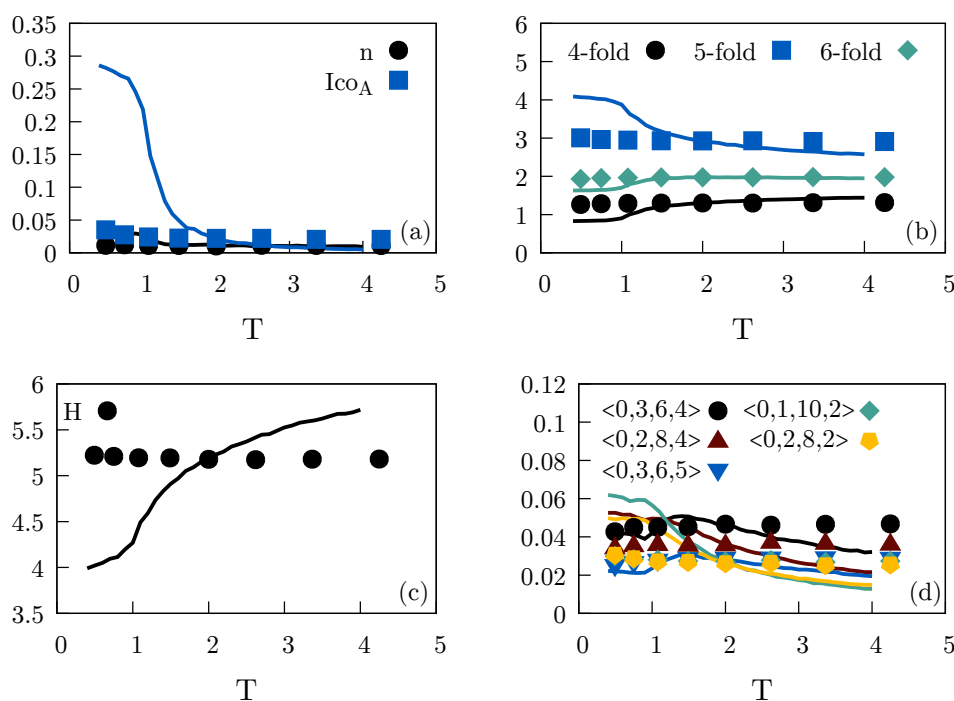 0.35
0.3
0.25
0.2
0.15
0.1
0.05
0
n
Ico_A
(a)
0 1 2 3 4 5
T
6
5
4
3
2
1
0
4-fold 5-fold 6-fold
(b)
0 1 2 3 4 5
T
6
5.5
5
4.5
4
3.5
H
(c)
0 1 2 3 4 5
T
0.12
0.1
0.08
0.06
0.04
0.02
0
<0,3,6,4> <0,1,10,2>
<0,2,8,4> <0,2,8,2>
<0,3,6,5>
(d)
0 1 2 3 4 5
T